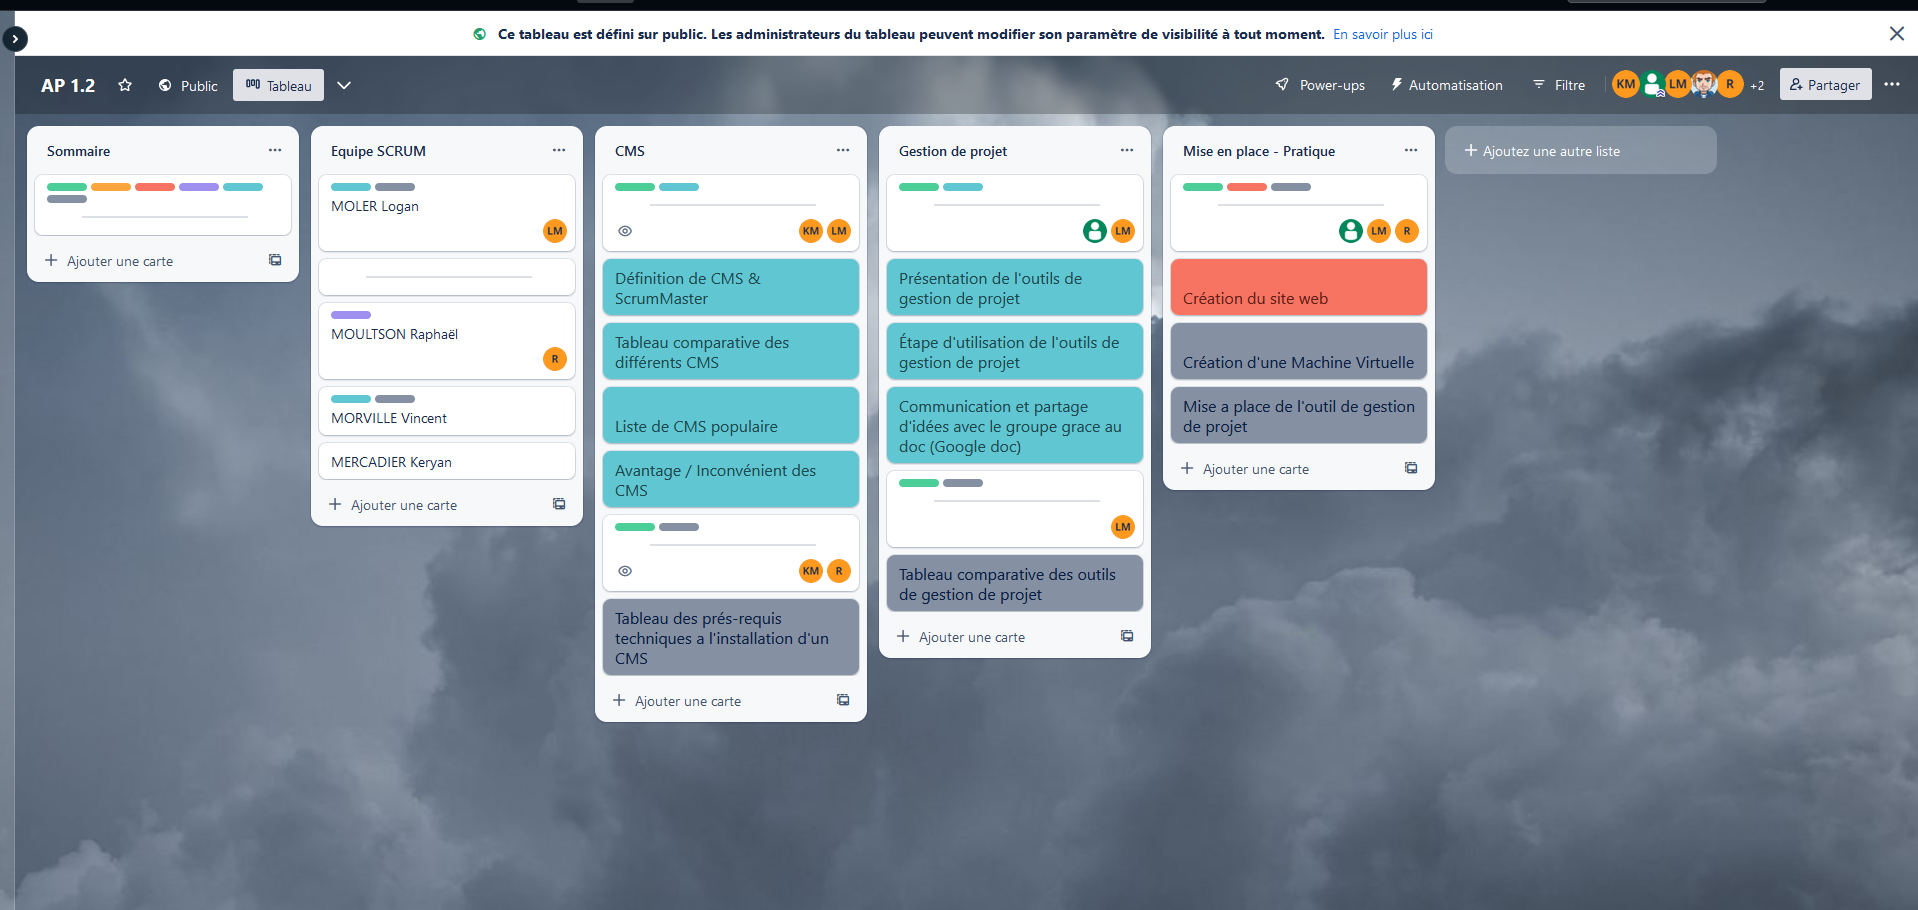 Ce tableau est défini sur public. Les administrateurs du tableau peuvent modifier son paramètre de visibilité à tout moment. En savoir plus ici
AP 1.2
Public
Tableau
Power-ups
Automatisation
Filtre
KM
LM
R
+2
Partager
Sommaire
Ajouter une carte
Equipe SCRUM
MOLER Logan
LM
MOULTSON Raphaël
R
MORVILLE Vincent
MERCADIER Keryan
Ajouter une carte
CMS
KM LM
Définition de CMS &
ScrumMaster
Tableau comparative des
différents CMS
Liste de CMS populaire
Avantage / Inconvénient des
CMS
KM R
Tableau des prés-requis
techniques a l'installation d'un
CMS
Ajouter une carte
Gestion de projet
LM
Présentation de l'outils de
gestion de projet
Étape d'utilisation de l'outils de
gestion de projet
Communication et partage
d'idées avec le groupe grace au
doc (Google doc)
LM
Tableau comparative des outils
de gestion de projet
Ajouter une carte
Mise en place - Pratique
LM R
Création du site web
Création d'une Machine Virtuelle
Mise a place de l'outil de gestion
de projet
Ajouter une carte
Ajoutez une autre liste